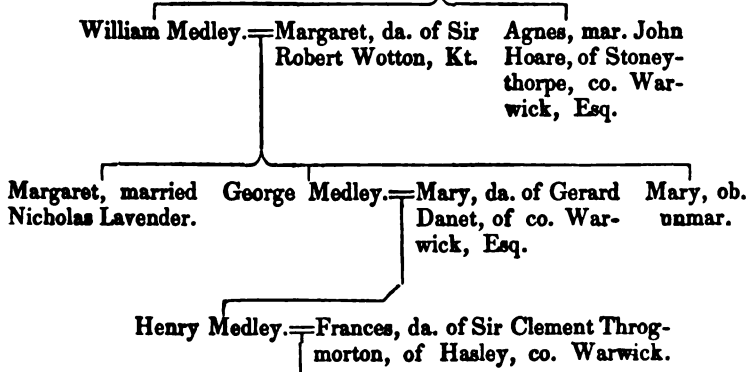 William Medley.=Margaret, da. of Sir
Robert Wotton, Kt.
Agnes, mar. John
Hoare, of Stoney-
thorpe, co. War-
wick, Esq.
Margaret, married
Nicholas Lavender.
George Medley.=Mary, da. of Gerard
Danet, of co. War-
wick, Esq.
Mary, ob.
unmar.
Henry Medley.=Frances, da. of Sir Clement Throg-
morton, of Hasley, co. Warwick.